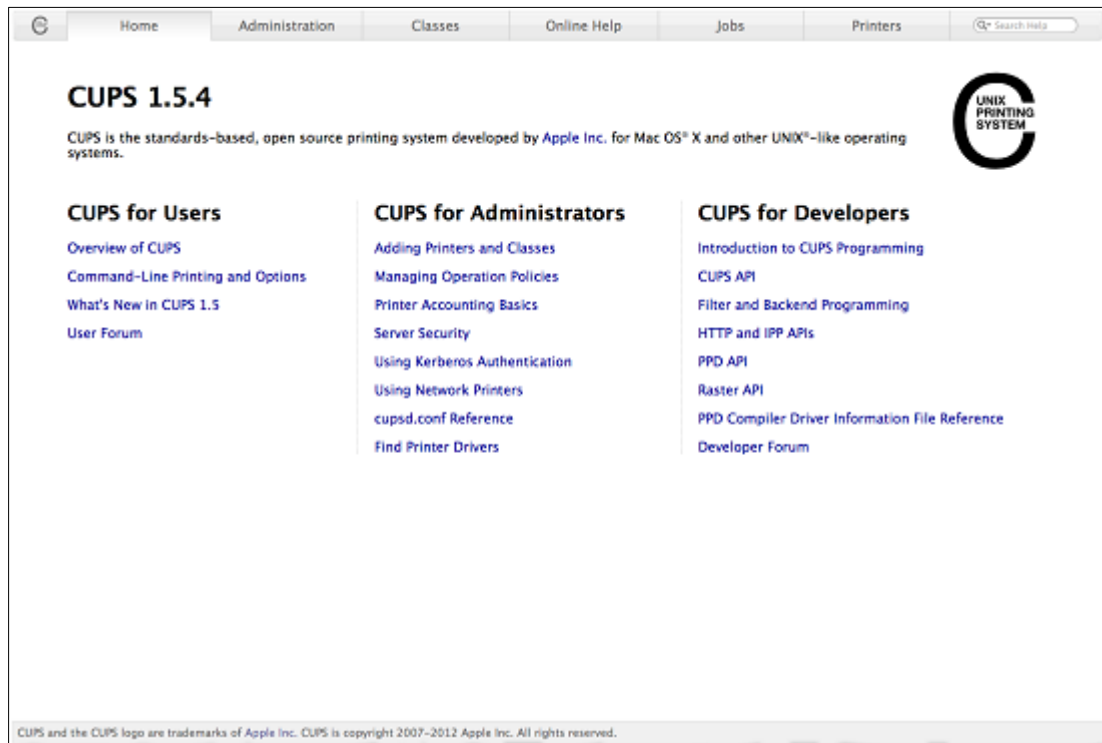 Home Administration Classes Online Help Jobs Printers Search Help
CUPS 1.5.4
UNIX
PRINTING
SYSTEM
CUPS is the standards-based, open source printing system developed by Apple Inc. for Mac OS® X and other UNIX®-like operating
systems.
CUPS for Users
Overview of CUPS
Command-Line Printing and Options
What's New in CUPS 1.5
User Forum
CUPS for Administrators
Adding Printers and Classes
Managing Operation Policies
Printer Accounting Basics
Server Security
Using Kerberos Authentication
Using Network Printers
cupsd.conf Reference
Find Printer Drivers
CUPS for Developers
Introduction to CUPS Programming
CUPS API
Filter and Backend Programming
HTTP and IPP APIs
PPD API
Raster API
PPD Compiler Driver Information File Reference
Developer Forum
CUPS and the CUPS logo are trademarks of Apple Inc. CUPS is copyright 2007-2012 Apple Inc. All rights reserved.